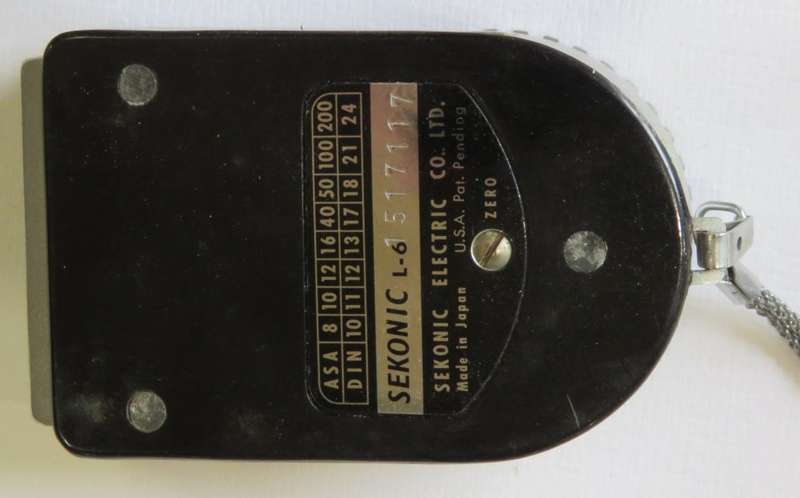 ASA 8 10 12 16 40 50 100 200
DIN 10 11 12 13 17 18 21 24
SEKONIC L-6 1517117
SEKONIC ELECTRIC CO., LTD.
Made in Japan U.S.A. Pat. Pending
ZERO